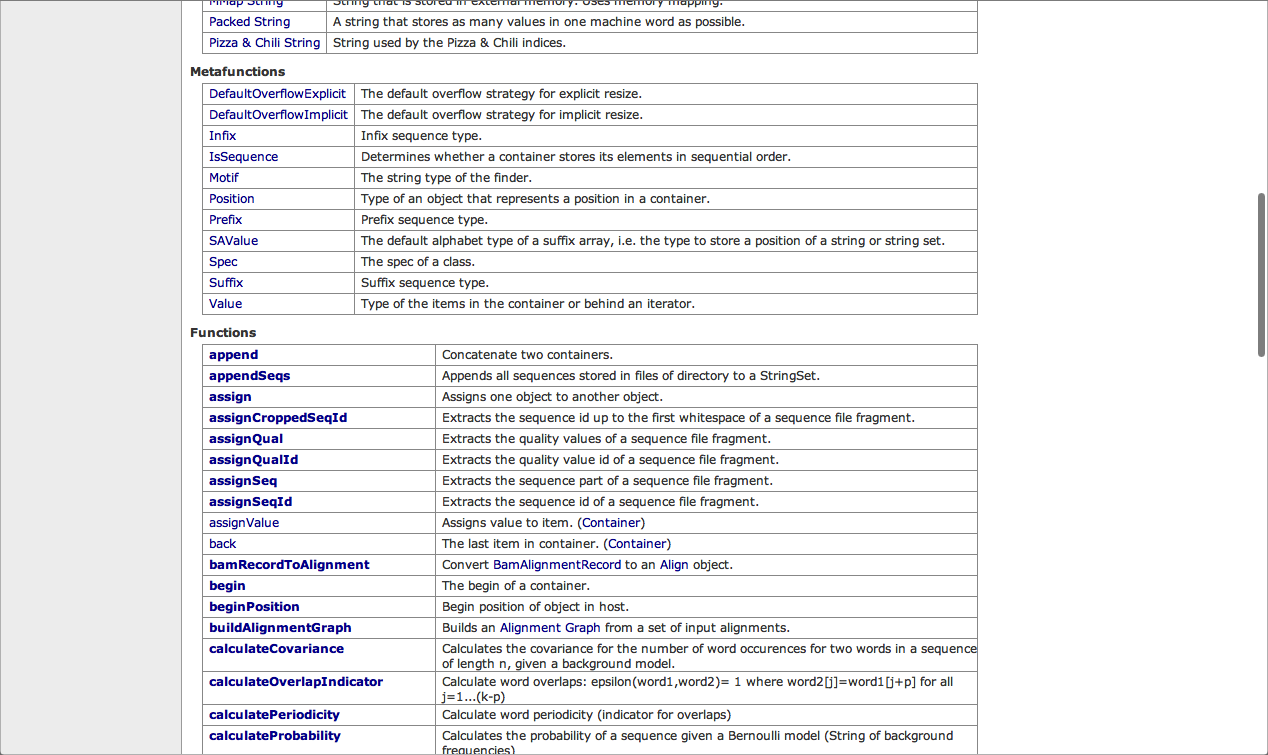 MMap String String that is stored in external memory. Uses memory mapping.
Packed String A string that stores as many values in one machine word as possible.
Pizza & Chili String String used by the Pizza & Chili indices.
Metafunctions
DefaultOverflowExplicit The default overflow strategy for explicit resize.
DefaultOverflowImplicit The default overflow strategy for implicit resize.
Infix Infix sequence type.
IsSequence Determines whether a container stores its elements in sequential order.
Motif The string type of the finder.
Position Type of an object that represents a position in a container.
Prefix Prefix sequence type.
SAValue The default alphabet type of a suffix array, i.e. the type to store a position of a string or string set.
Spec The spec of a class.
Suffix Suffix sequence type.
Value Type of the items in the container or behind an iterator.
Functions
append Concatenate two containers.
appendSeqs Appends all sequences stored in files of directory to a StringSet.
assign Assigns one object to another object.
assignCroppedSeqId Extracts the sequence id up to the first whitespace of a sequence file fragment.
assignQual Extracts the quality values of a sequence file fragment.
assignQualId Extracts the quality value id of a sequence file fragment.
assignSeq Extracts the sequence part of a sequence file fragment.
assignSeqId Extracts the sequence id of a sequence file fragment.
assignValue Assigns value to item. (Container)
back The last item in container. (Container)
bamRecordToAlignment Convert BamAlignmentRecord to an Align object.
begin The begin of a container.
beginPosition Begin position of object in host.
buildAlignmentGraph Builds an Alignment Graph from a set of input alignments.
calculateCovariance Calculates the covariance for the number of word occurences for two words in a sequence
of length n, given a background model.
calculateOverlapIndicator Calculate word overlaps: epsilon(word1,word2)= 1 where word2[j]=word1[j+p] for all
j=1...(k-p)
calculatePeriodicity Calculate word periodicity (indicator for overlaps)
calculateProbability Calculates the probability of a sequence given a Bernoulli model (String of background
frequencies)